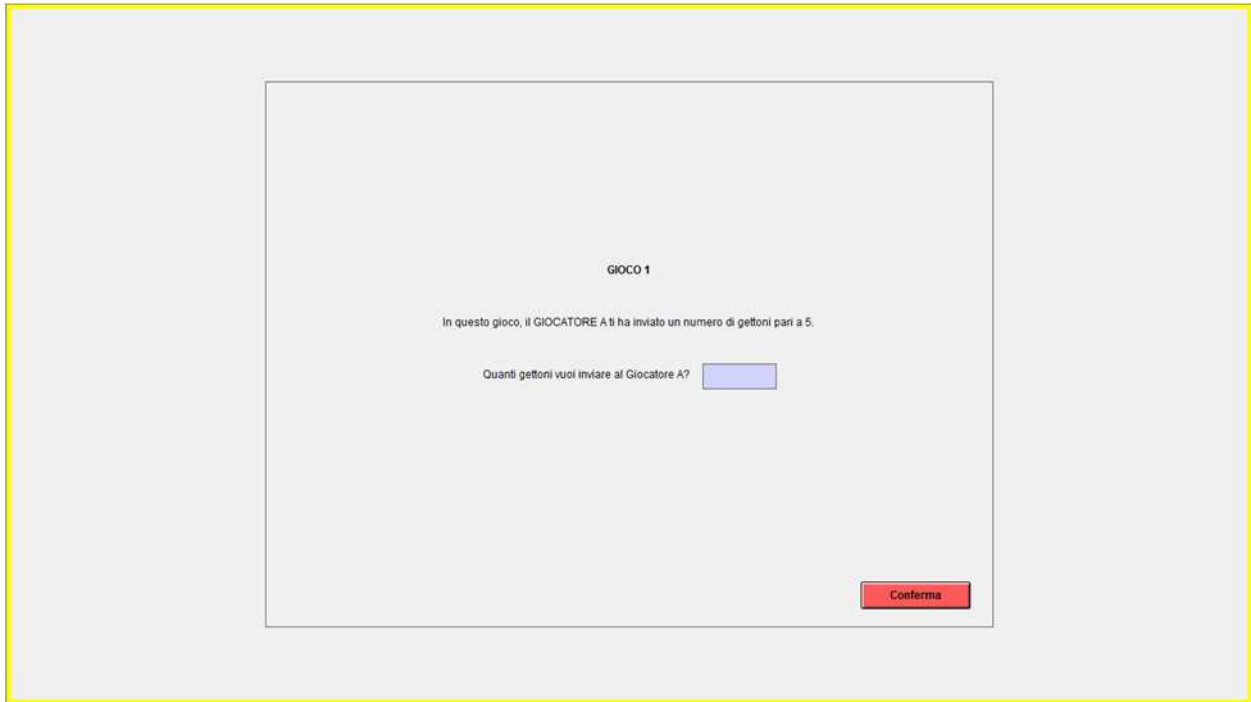 GIOCO 1
In questo gioco, il GIOCATORE A ti ha inviato un numero di gettoni pari a 5.
Quanti gettoni vuoi inviare al Giocatore A?
Conferma